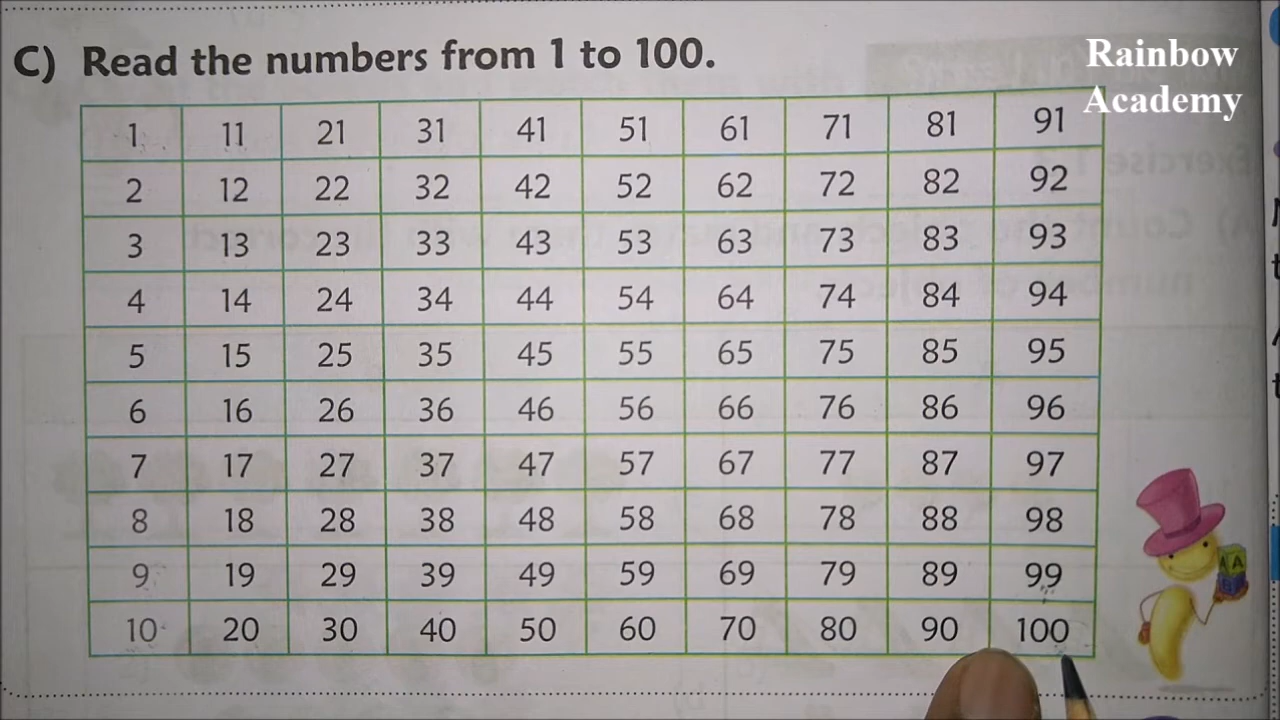 C) Read the numbers from 1 to 100.
Rainbow
Academy
1 11 21 31 41 51 61 71 81 91
2 12 22 32 42 52 62 72 82 92
3 13 23 33 43 53 63 73 83 93
4 14 24 34 44 54 64 74 84 94
5 15 25 35 45 55 65 75 85 95
6 16 26 36 46 56 66 76 86 96
7 17 27 37 47 57 67 77 87 97
8 18 28 38 48 58 68 78 88 98
9 19 29 39 49 59 69 79 89 99
10 20 30 40 50 60 70 80 90 100